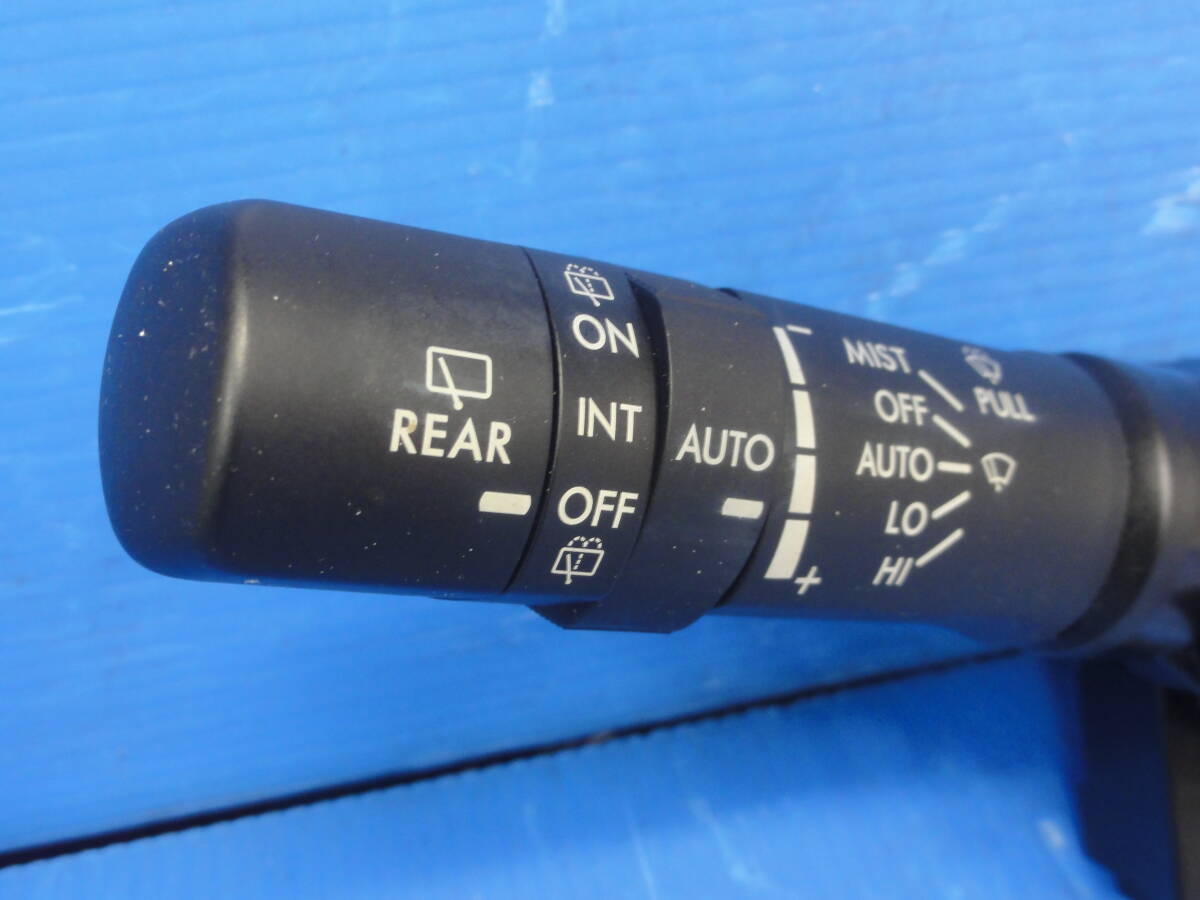 REAR
ON
INT
OFF
AUTO
−
+
MIST
OFF
AUTO
LO
HI
PULL